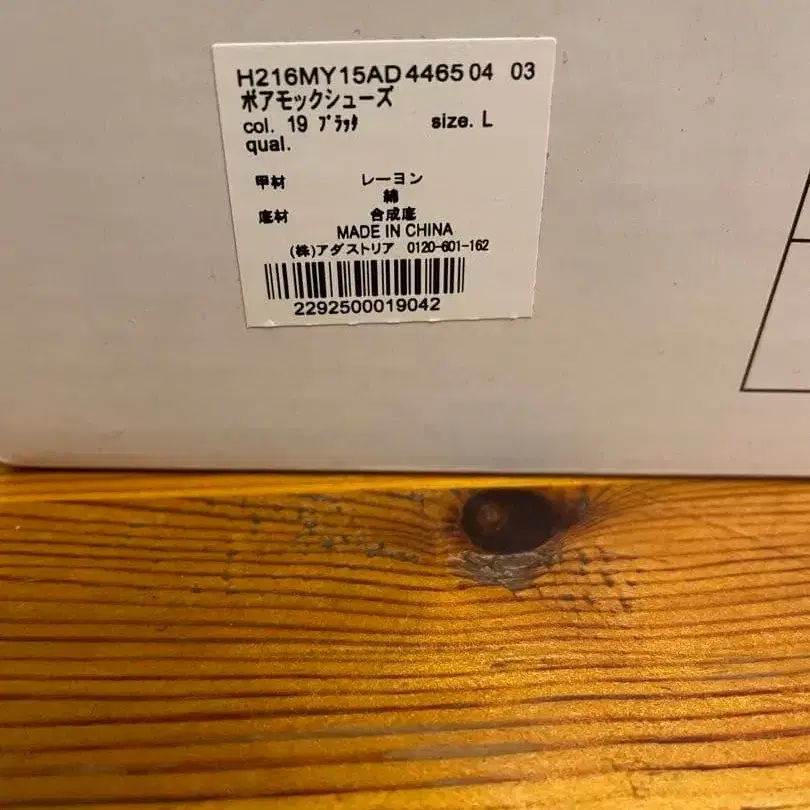 H216MY15AD 4465 04 03
ボアモックシューズ
col. 19 ﾌﾞﾗｯｸ size. L
qual.
甲材 レーヨン
綿
底材 合成底
MADE IN CHINA
(株)アダストリア 0120-601-162
2292500019042